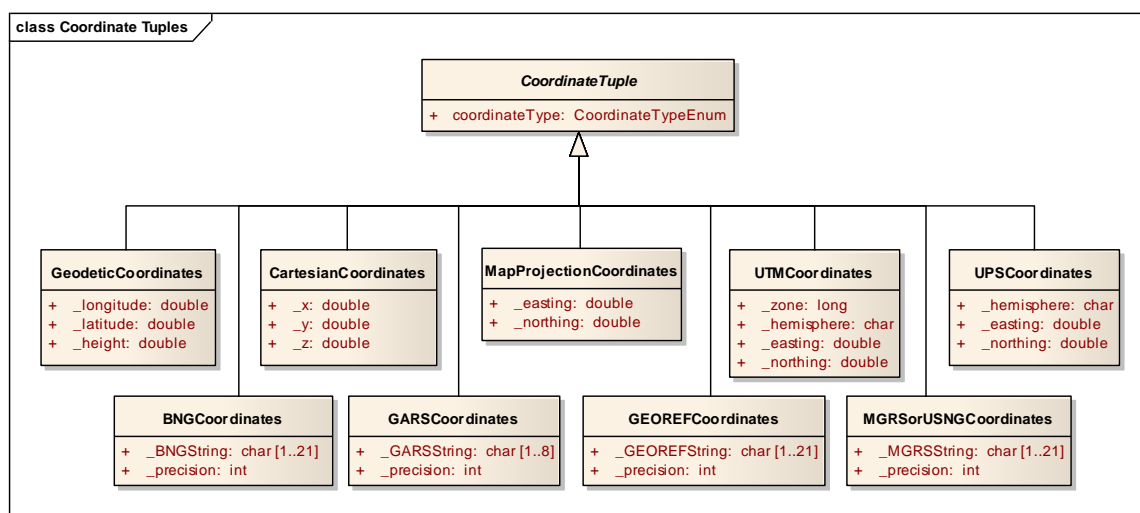 class Coordinate Tuples
CoordinateTuple
+ coordinateType: CoordinateTypeEnum
GeodeticCoordinates
+ _longitude: double
+ _latitude: double
+ _height: double
CartesianCoordinates
+ _x: double
+ _y: double
+ _z: double
MapProjectionCoordinates
+ _easting: double
+ _northing: double
UTMCoordinates
+ _zone: long
+ _hemisphere: char
+ _easting: double
+ _northing: double
UPSCoordinates
+ _hemisphere: char
+ _easting: double
+ _northing: double
BNGCoordinates
+ _BNGString: char [1..21]
+ _precision: int
GARSCoordinates
+ _GARSString: char [1..8]
+ _precision: int
GEOREFCoordinates
+ _GEOREFString: char [1..21]
+ _precision: int
MGRSorUSNGCoordinates
+ _MGRSString: char [1..21]
+ _precision: int